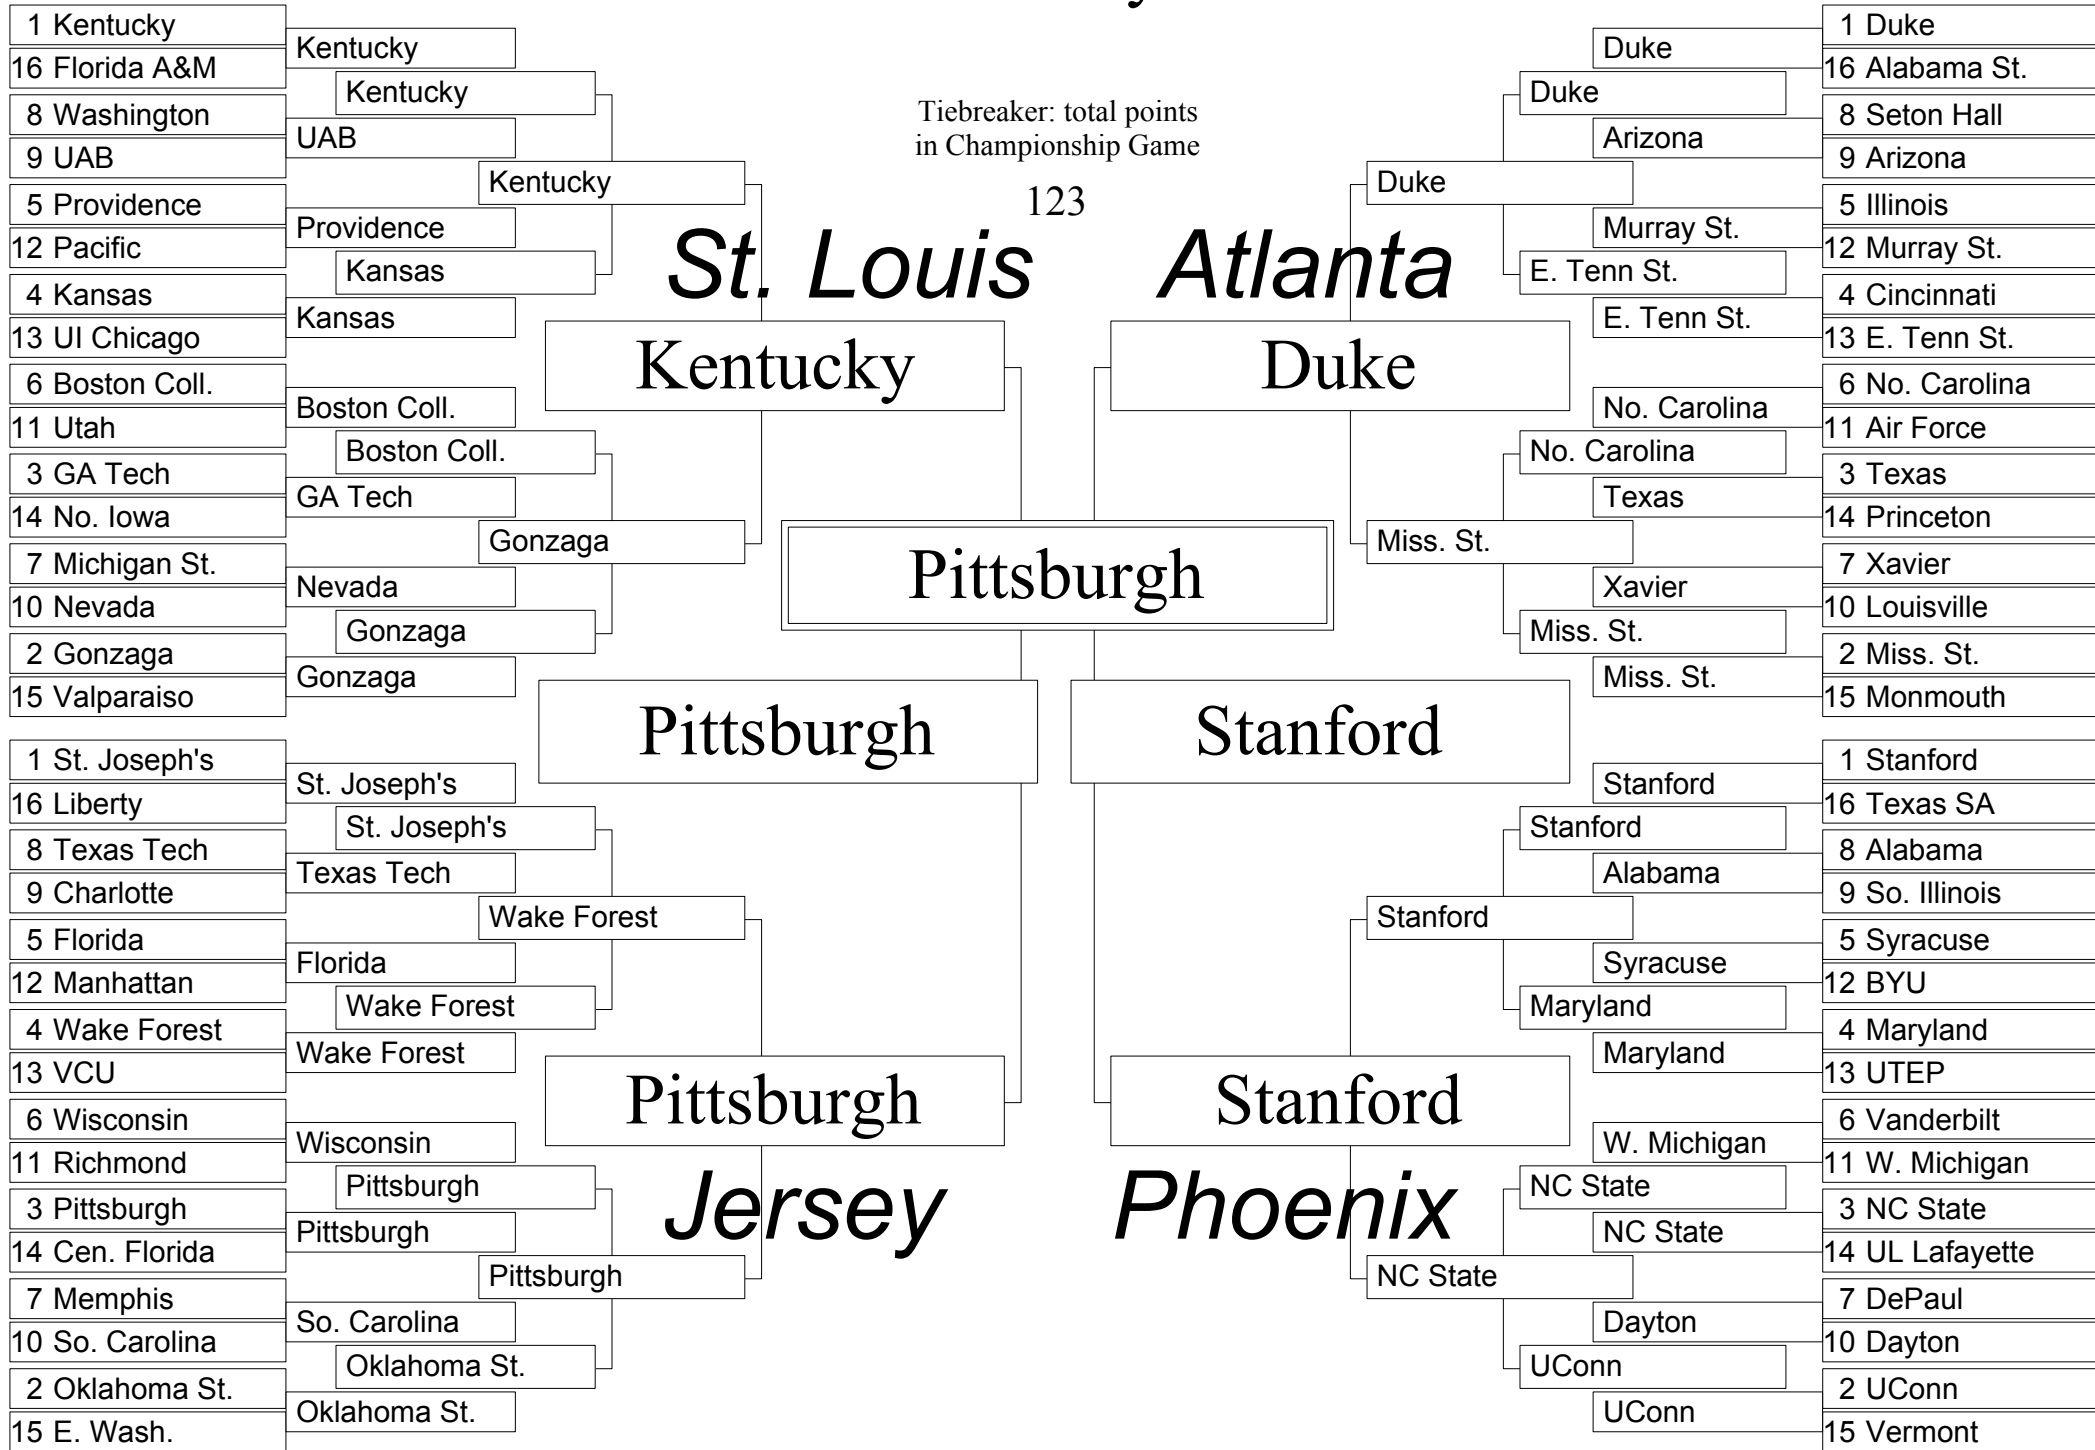 1 Kentucky
16 Florida A&M
8 Washington
9 UAB
5 Providence
12 Pacific
4 Kansas
13 UI Chicago
6 Boston Coll.
11 Utah
3 GA Tech
14 No. Iowa
7 Michigan St.
10 Nevada
2 Gonzaga
15 Valparaiso
1 St. Joseph's
16 Liberty
8 Texas Tech
9 Charlotte
5 Florida
12 Manhattan
4 Wake Forest
13 VCU
6 Wisconsin
11 Richmond
3 Pittsburgh
14 Cen. Florida
7 Memphis
10 So. Carolina
2 Oklahoma St.
15 E. Wash.
Kentucky
UAB
Providence
Kansas
Boston Coll.
GA Tech
Nevada
Gonzaga
St. Joseph's
Texas Tech
Florida
Wake Forest
Wisconsin
Pittsburgh
So. Carolina
Oklahoma St.
Kentucky
Kansas
Boston Coll.
Gonzaga
St. Joseph's
Wake Forest
Pittsburgh
Oklahoma St.
Kentucky
Gonzaga
Wake Forest
Pittsburgh
Tiebreaker: total points
in Championship Game
123
St. Louis
Atlanta
Kentucky
Duke
Pittsburgh
Pittsburgh
Stanford
Pittsburgh
Stanford
Jersey
Phoenix
Duke
Miss. St.
Stanford
NC State
Duke
E. Tenn St.
No. Carolina
Miss. St.
Stanford
Maryland
NC State
UConn
Duke
Arizona
Murray St.
E. Tenn St.
No. Carolina
Texas
Xavier
Miss. St.
Stanford
Alabama
Syracuse
Maryland
W. Michigan
NC State
Dayton
UConn
1 Duke
16 Alabama St.
8 Seton Hall
9 Arizona
5 Illinois
12 Murray St.
4 Cincinnati
13 E. Tenn St.
6 No. Carolina
11 Air Force
3 Texas
14 Princeton
7 Xavier
10 Louisville
2 Miss. St.
15 Monmouth
1 Stanford
16 Texas SA
8 Alabama
9 So. Illinois
5 Syracuse
12 BYU
4 Maryland
13 UTEP
6 Vanderbilt
11 W. Michigan
3 NC State
14 UL Lafayette
7 DePaul
10 Dayton
2 UConn
15 Vermont